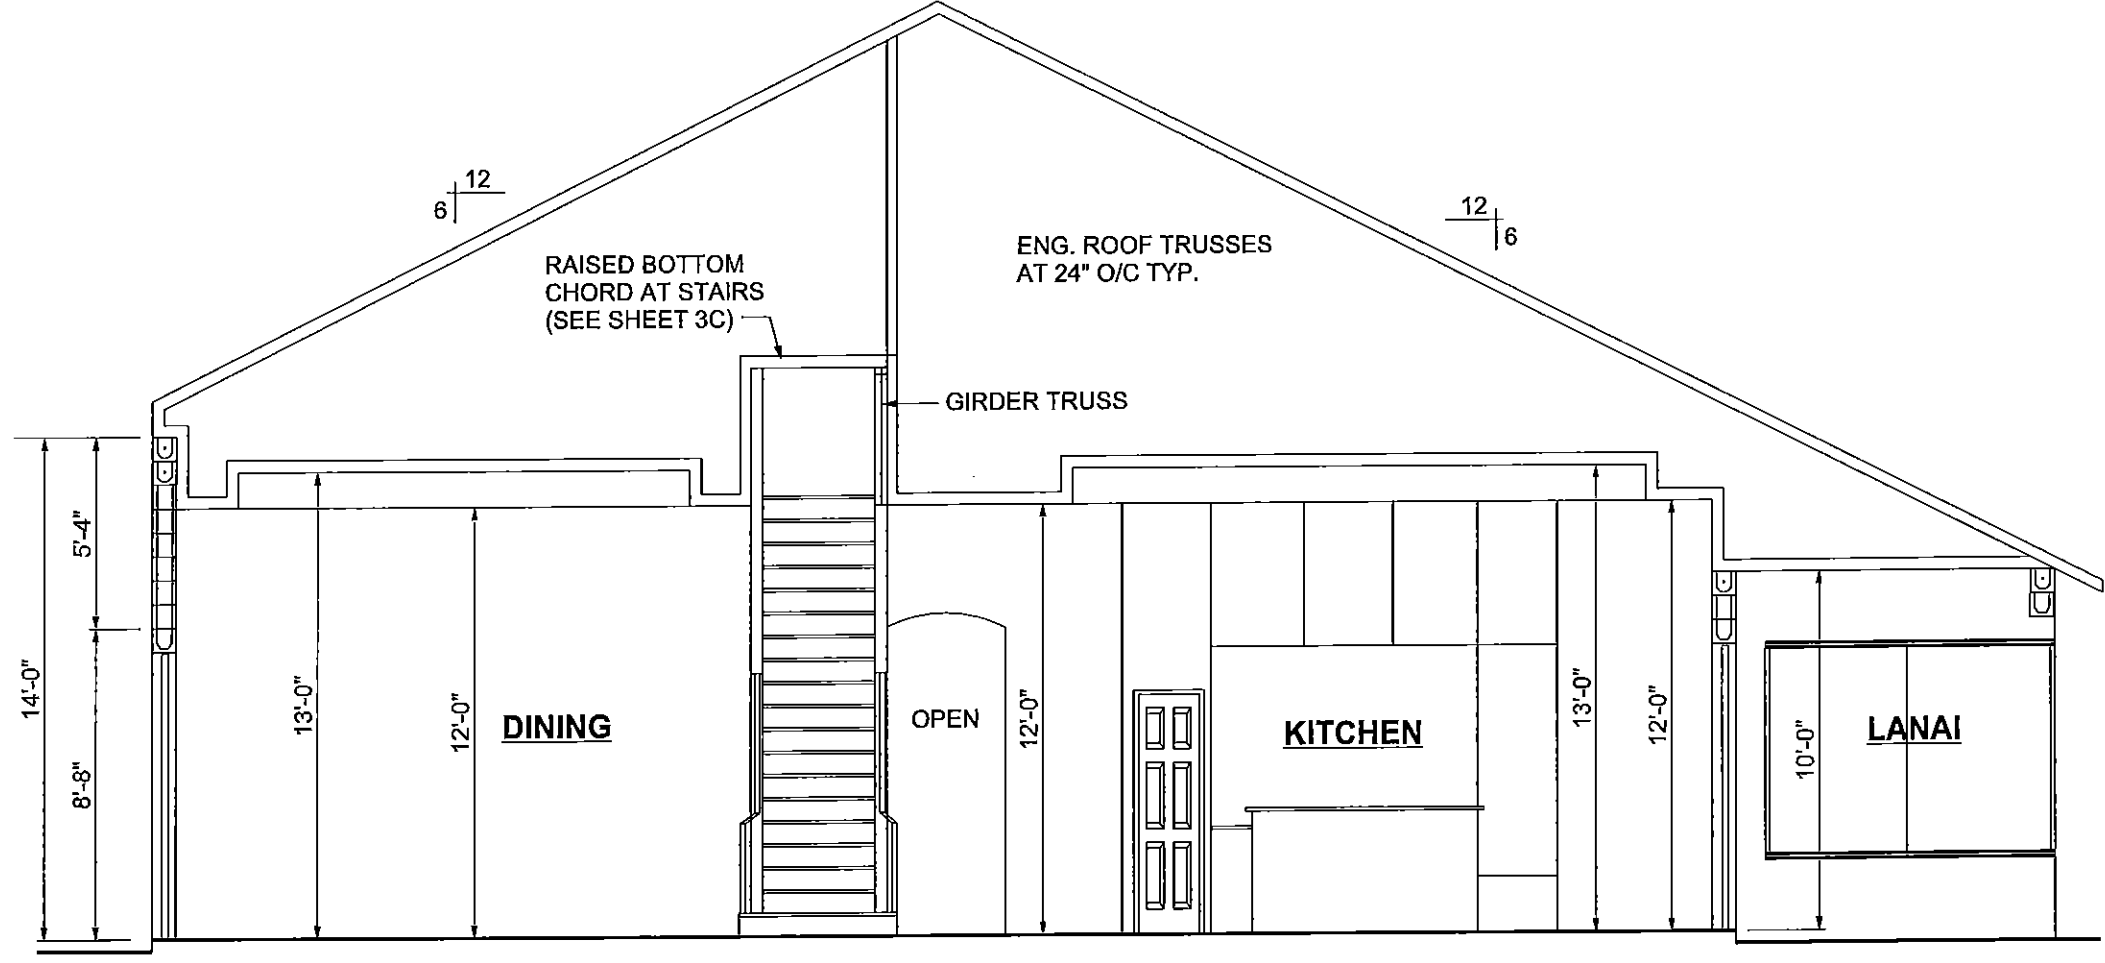 12
6
12
6
ENG. ROOF TRUSSES
AT 24" O/C TYP.
RAISED BOTTOM
CHORD AT STAIRS
(SEE SHEET 3C)
GIRDER TRUSS
5'-4"
14'-0"
8'-8"
13'-0"
12'-0"
DINING
OPEN
12'-0"
KITCHEN
13'-0"
12'-0"
10'-0"
LANAI